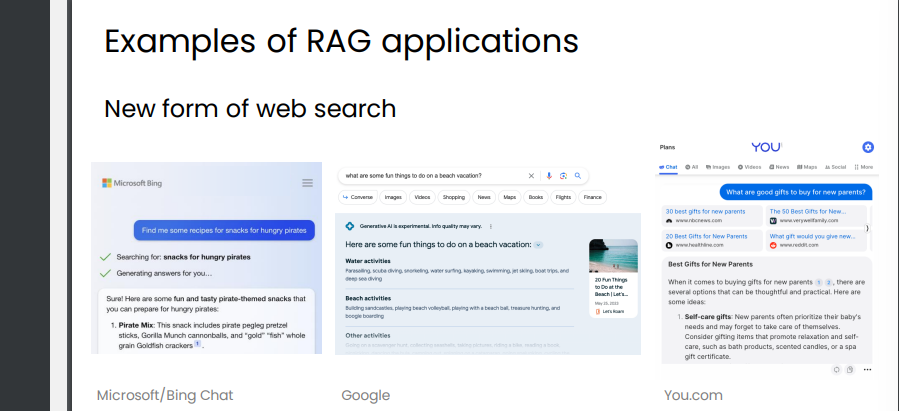 Examples of RAG applications
New form of web search
Microsoft Bing
Find me some recipes for snacks for hungry pirates
Searching for: snacks for hungry pirates
Generating answers for you...
Sure! Here are some fun and tasty pirate-themed snacks that
you can prepare for hungry pirates:
1. Pirate Mix: This snack includes pirate pegleg pretzel
sticks, Gorilla Munch cannonballs, and "gold" "fish" whole
grain Goldfish crackers 1.
Microsoft/Bing Chat
what are some fun things to do on a beach vacation?
Converse Images Videos Shopping News Maps Books Flights Finance
Generative AI is experimental. Info quality may vary.
Here are some fun things to do on a beach vacation:
Water activities
Parasailing, scuba diving, snorkeling, water surfing, kayaking, swimming, jet skiing, boat trips, and
deep sea diving
Beach activities
Building sandcastles, playing beach volleyball, playing with a beach ball, treasure hunting, and
boogie boarding
Other activities
20 Fun Things
to Do at the
Beach | Let's...
May 25, 2023
Let's Roam
Google
Plans
YOU
Chat All Images Videos News Maps Social More
What are good gifts to buy for new parents?
30 best gifts for new parents
www.nbcnews.com
The 50 Best Gifts for New...
www.verywellfamily.com
20 Best Gifts for New Parents
www.healthline.com
What gift would you give new...
www.reddit.com
Best Gifts for New Parents
When it comes to buying gifts for new parents 1 2, there are
several options that can be thoughtful and practical. Here are
some ideas:
1. Self-care gifts: New parents often prioritize their baby's
needs and may forget to take care of themselves.
Consider gifting items that promote relaxation and self-
care, such as bath products, scented candles, or a spa
gift certificate.
You.com